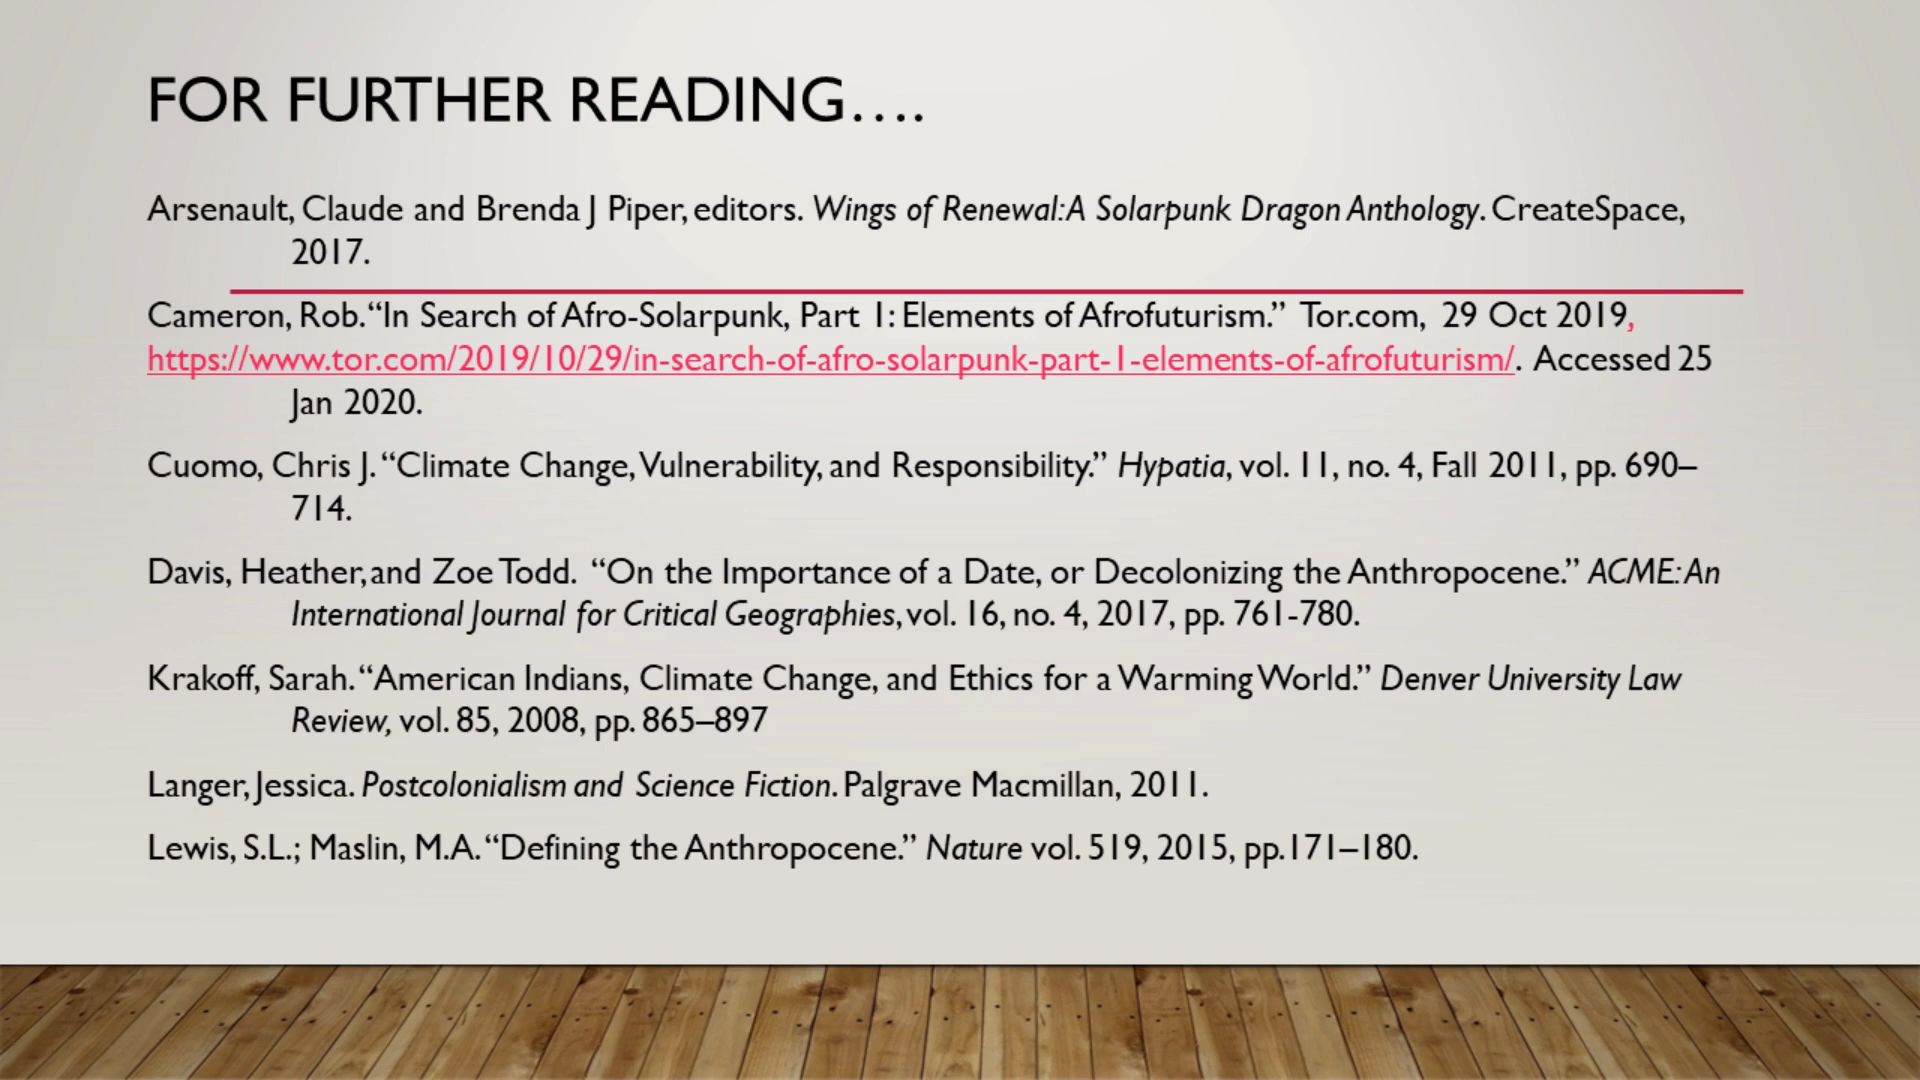 FOR FURTHER READING….
Arsenault, Claude and Brenda J Piper, editors. Wings of Renewal: A Solarpunk Dragon Anthology. CreateSpace,
2017.
Cameron, Rob. “In Search of Afro-Solarpunk, Part 1: Elements of Afrofuturism.” Tor.com, 29 Oct 2019,
https://www.tor.com/2019/10/29/in-search-of-afro-solarpunk-part-1-elements-of-afrofuturism/. Accessed 25
Jan 2020.
Cuomo, Chris J. “Climate Change, Vulnerability, and Responsibility.” Hypatia, vol. 11, no. 4, Fall 2011, pp. 690–
714.
Davis, Heather, and Zoe Todd. “On the Importance of a Date, or Decolonizing the Anthropocene.” ACME: An
International Journal for Critical Geographies, vol. 16, no. 4, 2017, pp. 761-780.
Krakoff, Sarah. “American Indians, Climate Change, and Ethics for a Warming World.” Denver University Law
Review, vol. 85, 2008, pp. 865–897
Langer, Jessica. Postcolonialism and Science Fiction. Palgrave Macmillan, 2011.
Lewis, S.L.; Maslin, M.A. “Defining the Anthropocene.” Nature vol. 519, 2015, pp.171–180.